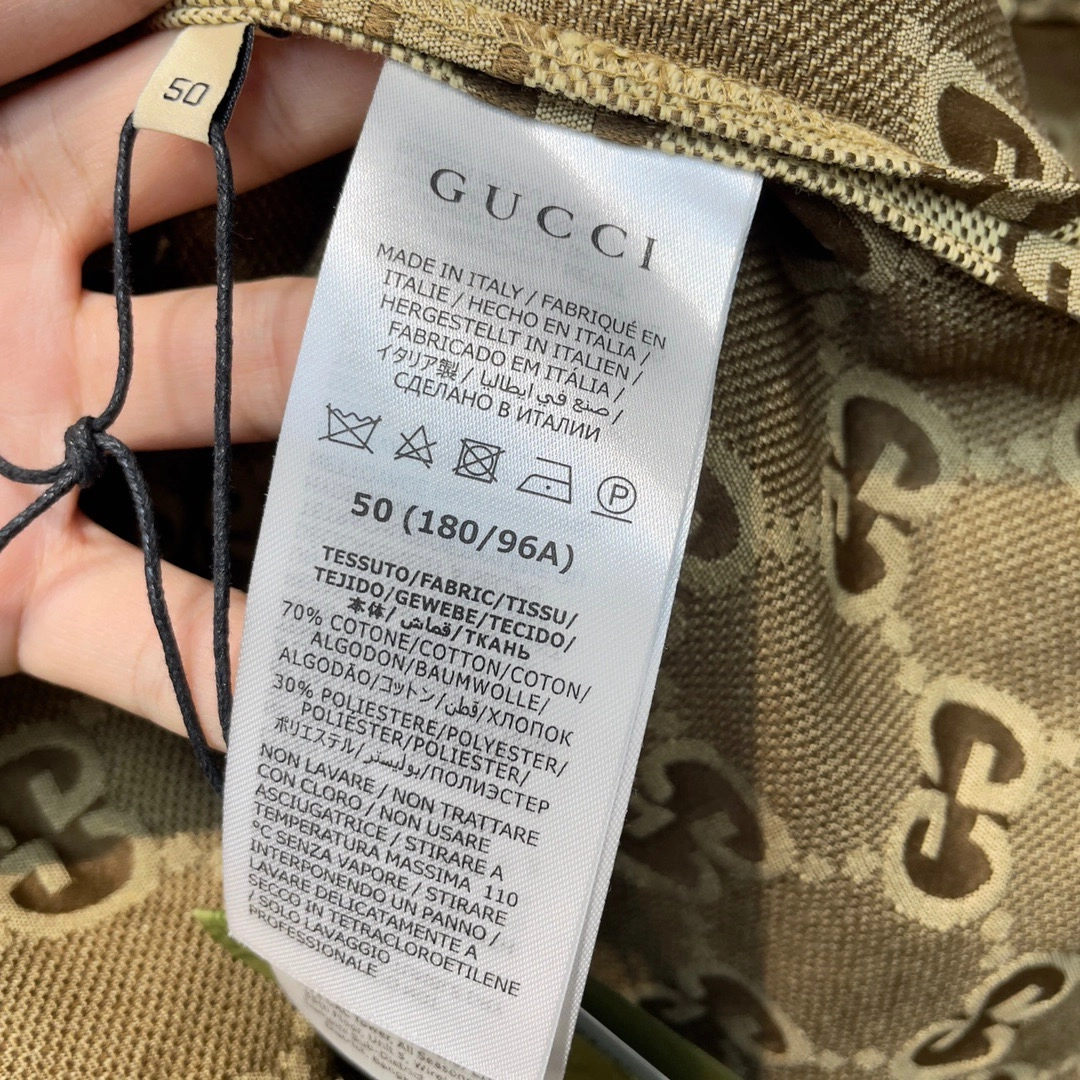 50
GUCCI
MADE IN ITALY / FABRIQUÉ EN
ITALIE / HECHO EN ITALIA /
HERGESTELLT IN ITALIEN /
FABRICADO EM ITÁLIA /
イタリア製 / صنع في ايطاليا /
СДЕЛАНО В ИТАЛИИ
P
50 (180/96A)
TESSUTO/FABRIC/TISSU/
TEJIDO/GEWEBE/TECIDO/
本体/قماش/ТКАНЬ
70% COTONE/COTTON/COTON/
ALGODON/BAUMWOLLE/
ALGODÃO/コットン/قطن/ХЛОПОК
30% POLIESTERE/POLYESTER/
POLIESTER/POLIESTER/
ポリエステル/بوليستر/ПОЛИЭСТЕР
NON LAVARE / NON TRATTARE
CON CLORO / NON USARE
ASCIUGATRICE / STIRARE A
TEMPERATURA MASSIMA 110
ºC SENZA VAPORE / STIRARE
INTERPONENDO UN PANNO /
LAVARE DELICATAMENTE A
SECCO IN TETRACLOROETILENE
/ SOLO LAVAGGIO
PROFESSIONALE
All Season